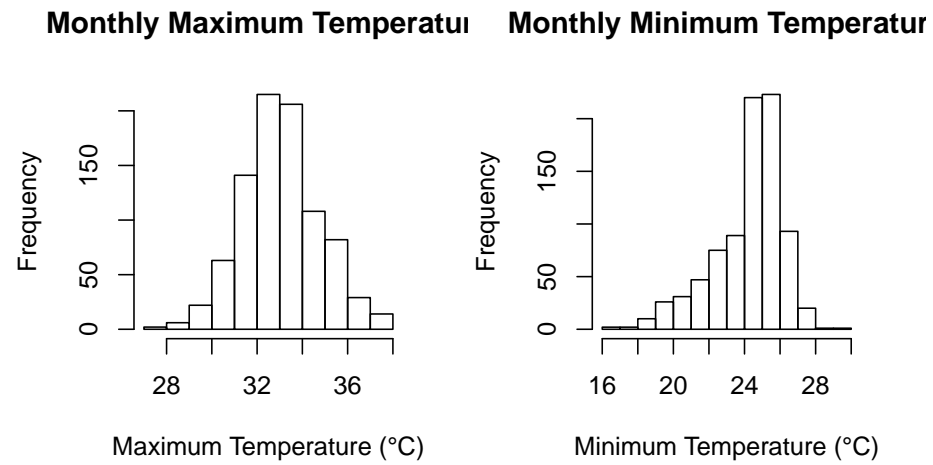 Monthly Maximum Temperatur
Frequency
0
50
150
28
32
36
Maximum Temperature (°C)
Monthly Minimum Temperatur
Frequency
0
50
150
16
20
24
28
Minimum Temperature (°C)